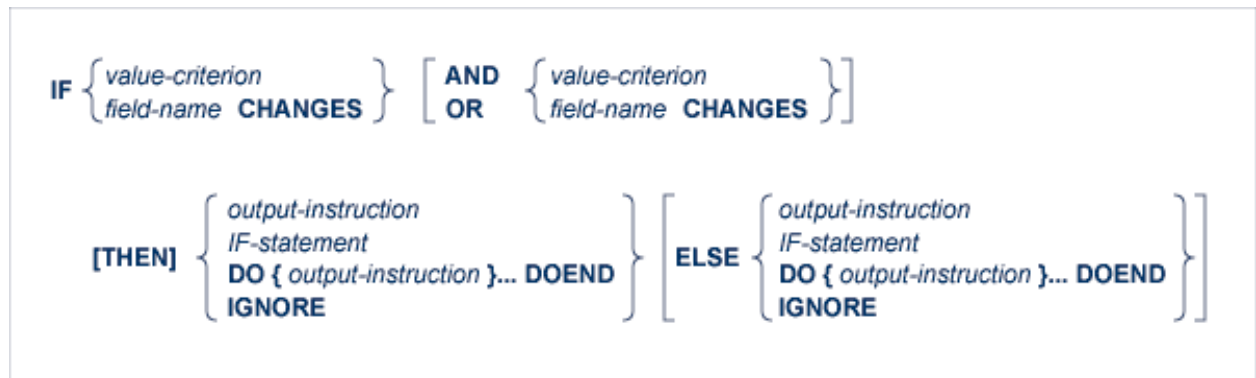 IF { value-criterion } [ AND { value-criterion } ]
field-name CHANGES OR field-name CHANGES
output-instruction output-instruction
IF-statement IF-statement
[THEN] { DO { output-instruction }... DOEND } [ ELSE { DO { output-instruction }... DOEND } ]
IGNORE IGNORE